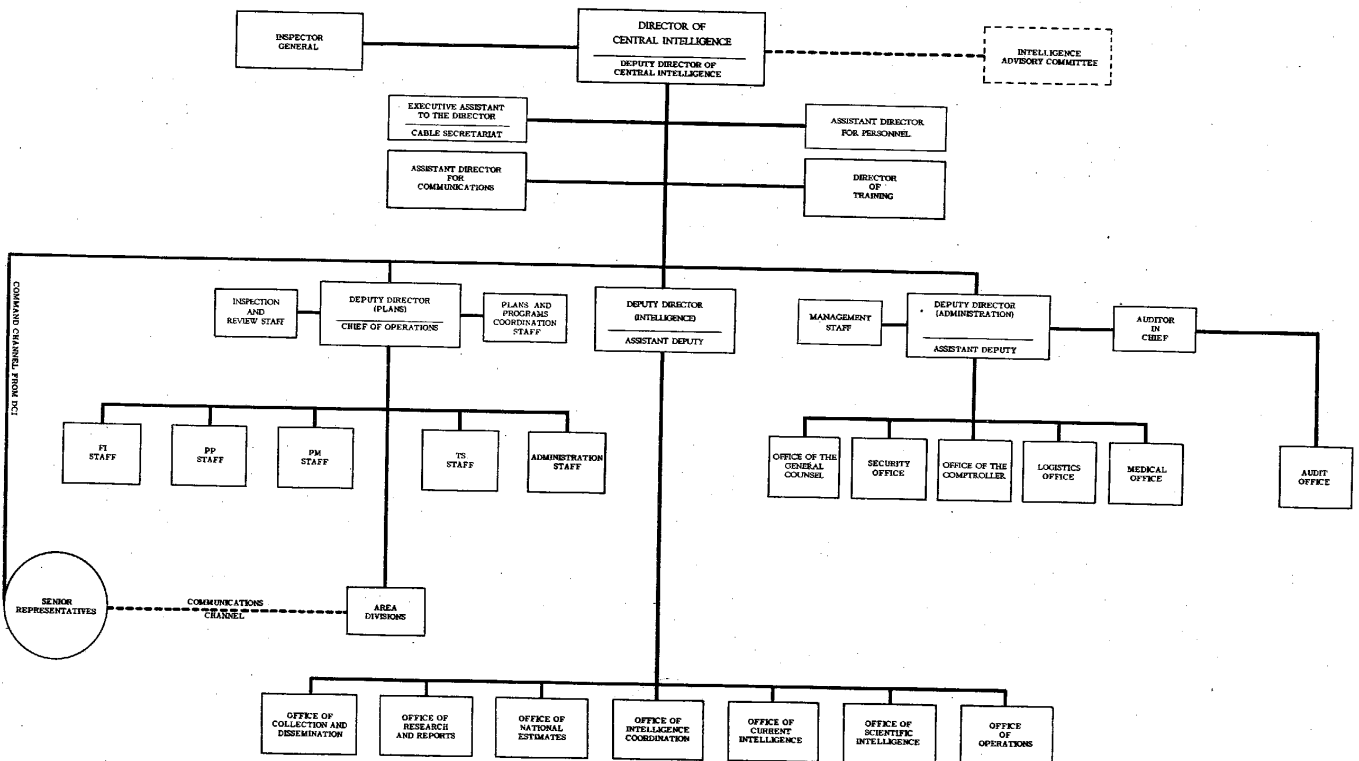 INSPECTOR
GENERAL
DIRECTOR OF
CENTRAL INTELLIGENCE
DEPUTY DIRECTOR OF
CENTRAL INTELLIGENCE
INTELLIGENCE
ADVISORY COMMITTEE
EXECUTIVE ASSISTANT
TO THE DIRECTOR
CABLE SECRETARIAT
ASSISTANT DIRECTOR
FOR PERSONNEL
ASSISTANT DIRECTOR
FOR
COMMUNICATIONS
DIRECTOR
OF
TRAINING
COMMAND CHANNEL FROM DCI
INSPECTION
AND
REVIEW STAFF
DEPUTY DIRECTOR
(PLANS)
CHIEF OF OPERATIONS
PLANS AND
PROGRAMS
COORDINATION
STAFF
DEPUTY DIRECTOR
(INTELLIGENCE)
ASSISTANT DEPUTY
MANAGEMENT
STAFF
DEPUTY DIRECTOR
(ADMINISTRATION)
ASSISTANT DEPUTY
AUDITOR
IN
CHIEF
FI
STAFF
PP
STAFF
PM
STAFF
TS
STAFF
ADMINISTRATION
STAFF
OFFICE OF THE
GENERAL
COUNSEL
SECURITY
OFFICE
OFFICE OF THE
COMPTROLLER
LOGISTICS
OFFICE
MEDICAL
OFFICE
AUDIT
OFFICE
SENIOR
REPRESENTATIVES
COMMUNICATIONS
CHANNEL
AREA
DIVISIONS
OFFICE OF
COLLECTION AND
DISSEMINATION
OFFICE OF
RESEARCH
AND REPORTS
OFFICE OF
NATIONAL
ESTIMATES
OFFICE OF
INTELLIGENCE
COORDINATION
OFFICE OF
CURRENT
INTELLIGENCE
OFFICE OF
SCIENTIFIC
INTELLIGENCE
OFFICE
OF
OPERATIONS